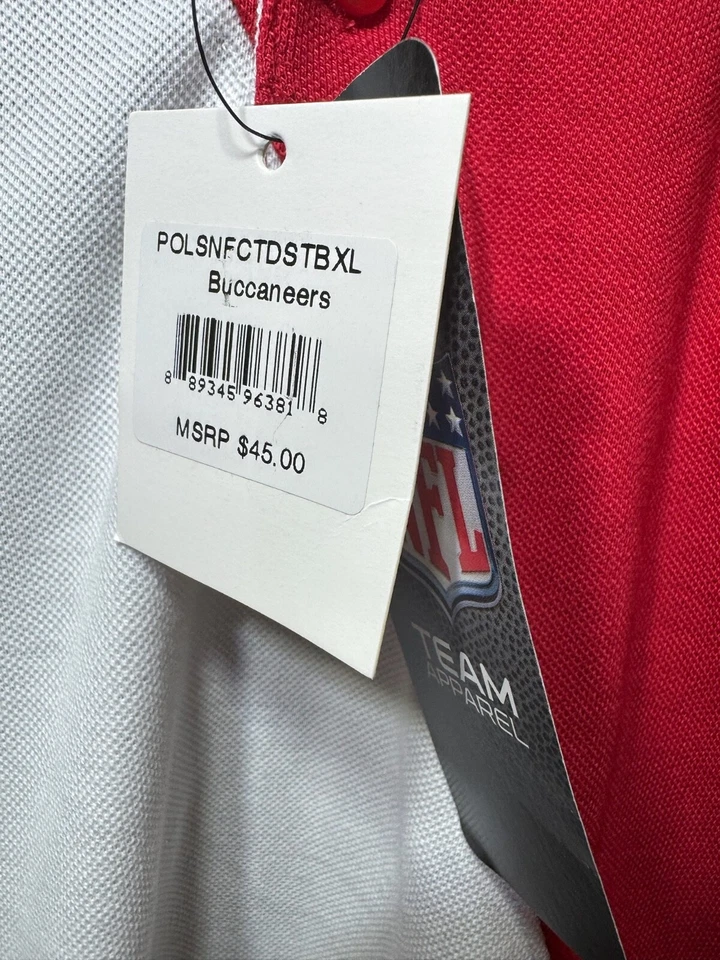 POLSNFCTDSTBXL
Buccaneers
8 89345 96381 8
MSRP $45.00
NFL
TEAM
APPAREL